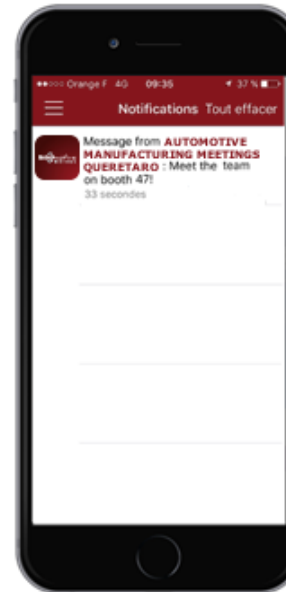 Orange F 4G 09:35 37 %
Notifications Tout effacer
Message from AUTOMOTIVE
MANUFACTURING MEETINGS
QUERETARO : Meet the team
on booth 47!
33 secondes